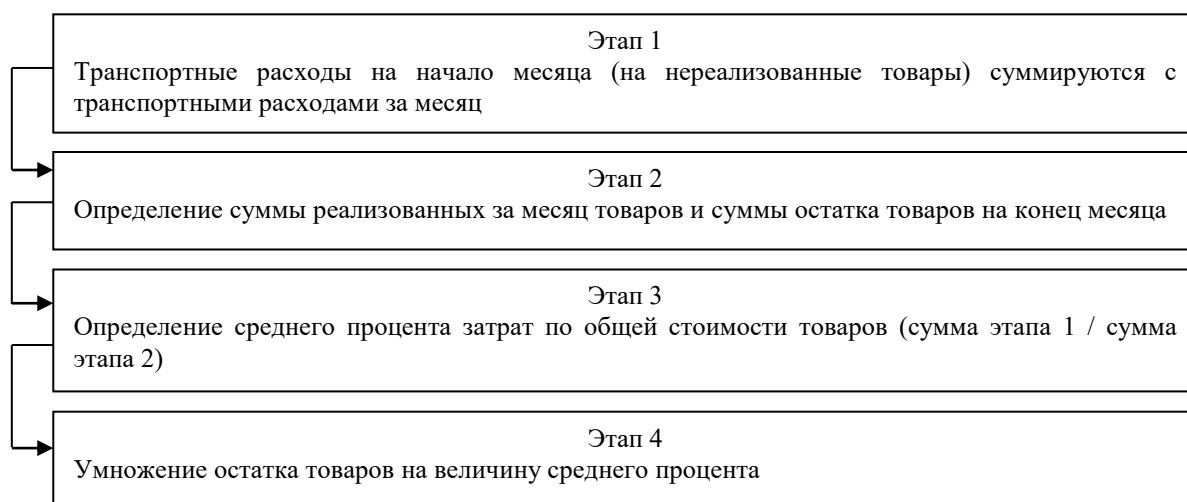 Этап 1
Транспортные расходы на начало месяца (на нереализованные товары) суммируются с
транспортными расходами за месяц
Этап 2
Определение суммы реализованных за месяц товаров и суммы остатка товаров на конец месяца
Этап 3
Определение среднего процента затрат по общей стоимости товаров (сумма этапа 1 / сумма
этапа 2)
Этап 4
Умножение остатка товаров на величину среднего процента